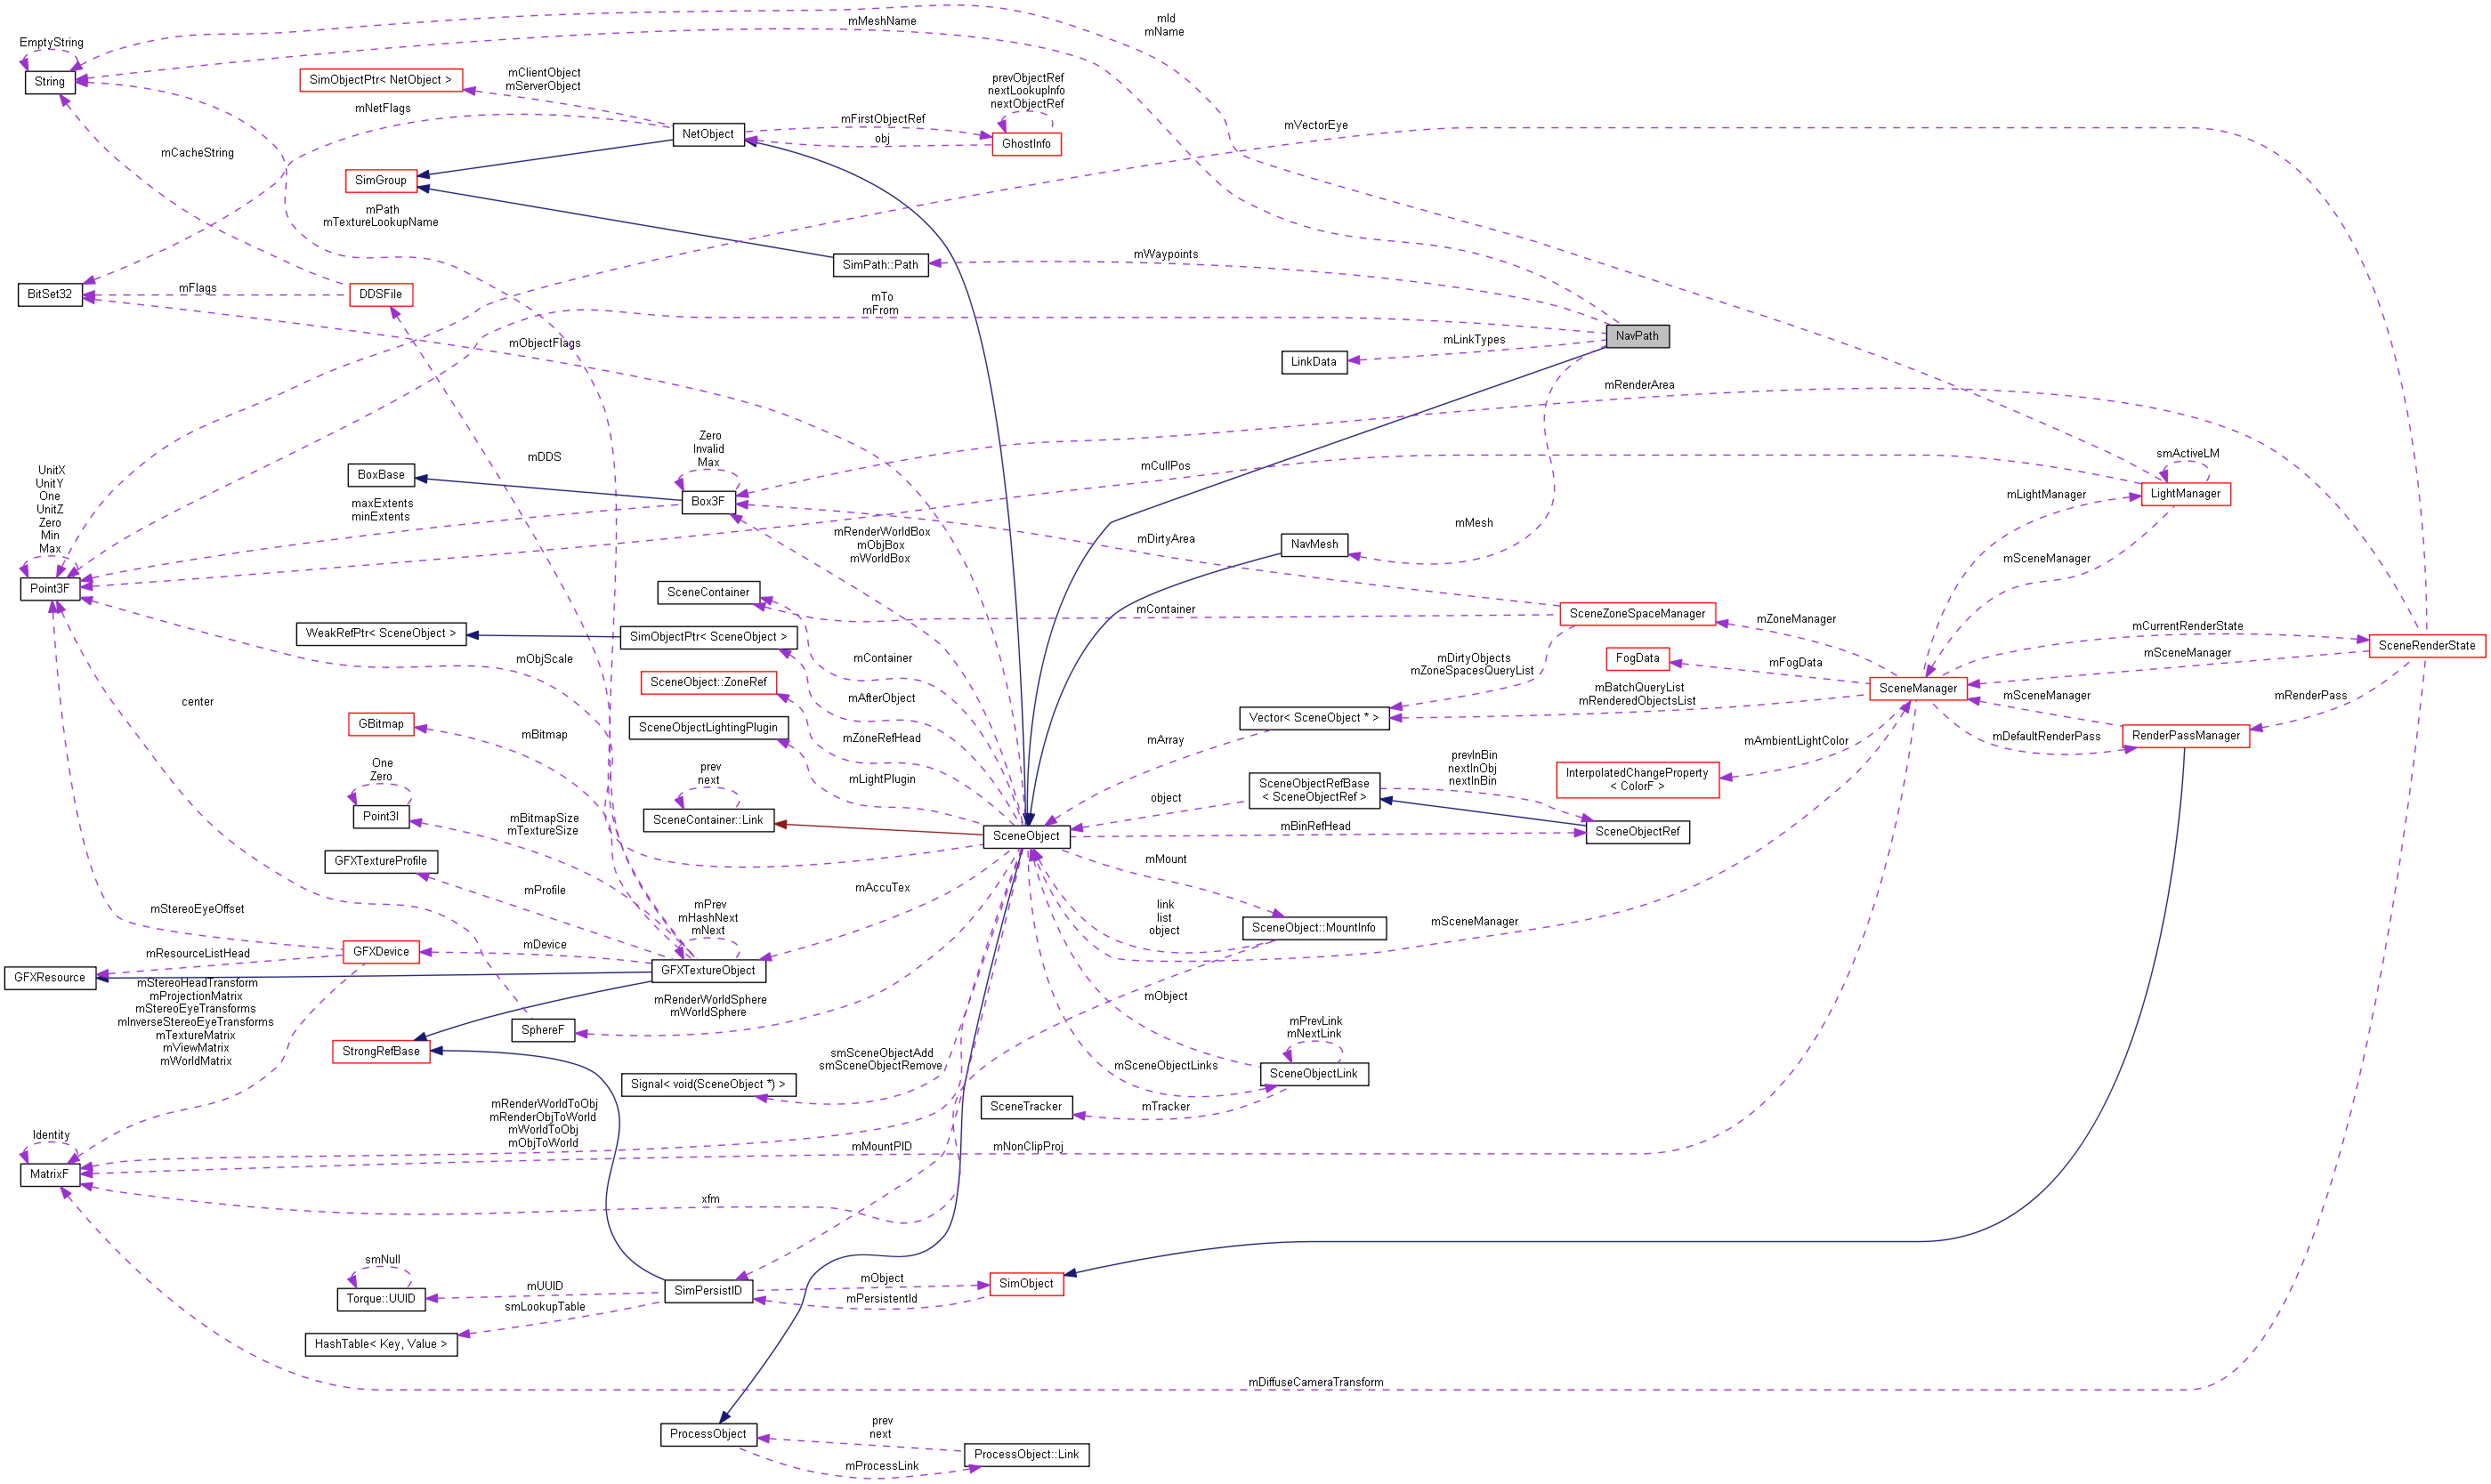 mId
mName
mMeshName
EmptyString
String
SimObjectPtr< NetObject >
mClientObject
mServerObject
prevObjectRef
nextLookupInfo
nextObjectRef
mNetFlags
mFirstObjectRef
mVectorEye
NetObject
obj
GhostInfo
mCacheString
SimGroup
mPath
mTextureLookupName
mWaypoints
SimPath::Path
BitSet32
mFlags
DDSFile
mTo
mFrom
NavPath
mObjectFlags
mLinkTypes
LinkData
mRenderArea
Zero
Invalid
Max
mDDS
mCullPos
smActiveLM
UnitX
UnitY
One
UnitZ
Zero
Min
Max
BoxBase
Box3F
maxExtents
minExtents
mLightManager
LightManager
mRenderWorldBox
mObjBox
mWorldBox
mDirtyArea
mMesh
NavMesh
mSceneManager
Point3F
SceneContainer
mContainer
SceneZoneSpaceManager
mZoneManager
mCurrentRenderState
WeakRefPtr< SceneObject >
SimObjectPtr< SceneObject >
mObjScale
mContainer
mDirtyObjects
mZoneSpacesQueryList
FogData
mFogData
mSceneManager
SceneRenderState
SceneObject::ZoneRef
mAfterObject
mBatchQueryList
mRenderedObjectsList
SceneManager
mSceneManager
mRenderPass
center
GBitmap
mBitmap
SceneObjectLightingPlugin
mZoneRefHead
Vector< SceneObject * >
mArray
mAmbientLightColor
mDefaultRenderPass
RenderPassManager
One
Zero
prev
next
mLightPlugin
prevInBin
nextInObj
nextInBin
InterpolatedChangeProperty
< ColorF >
Point3I
mBitmapSize
mTextureSize
SceneContainer::Link
SceneObject
object
SceneObjectRefBase
< SceneObjectRef >
mBinRefHead
SceneObjectRef
GFXTextureProfile
mProfile
mPrev
mHashNext
mNext
mAccuTex
mMount
mStereoEyeOffset
link
list
object
SceneObject::MountInfo
mSceneManager
mResourceListHead
GFXDevice
mDevice
GFXResource
GFXTextureObject
mStereoHeadTransform
mProjectionMatrix
mStereoEyeTransforms
mInverseStereoEyeTransforms
mTextureMatrix
mViewMatrix
mWorldMatrix
mRenderWorldSphere
mWorldSphere
mObject
SphereF
StrongRefBase
mPrevLink
mNextLink
smSceneObjectAdd
smSceneObjectRemove
mSceneObjectLinks
SceneObjectLink
Signal< void(SceneObject *) >
SceneTracker
mTracker
mRenderWorldToObj
mRenderObjToWorld
mWorldToObj
mObjToWorld
Identity
mMountPID
mNonClipProj
MatrixF
xfm
smNull
Torque::UUID
mUUID
SimPersistID
mObject
SimObject
mPersistentId
smLookupTable
HashTable< Key, Value >
mDiffuseCameraTransform
ProcessObject
prev
next
ProcessObject::Link
mProcessLink